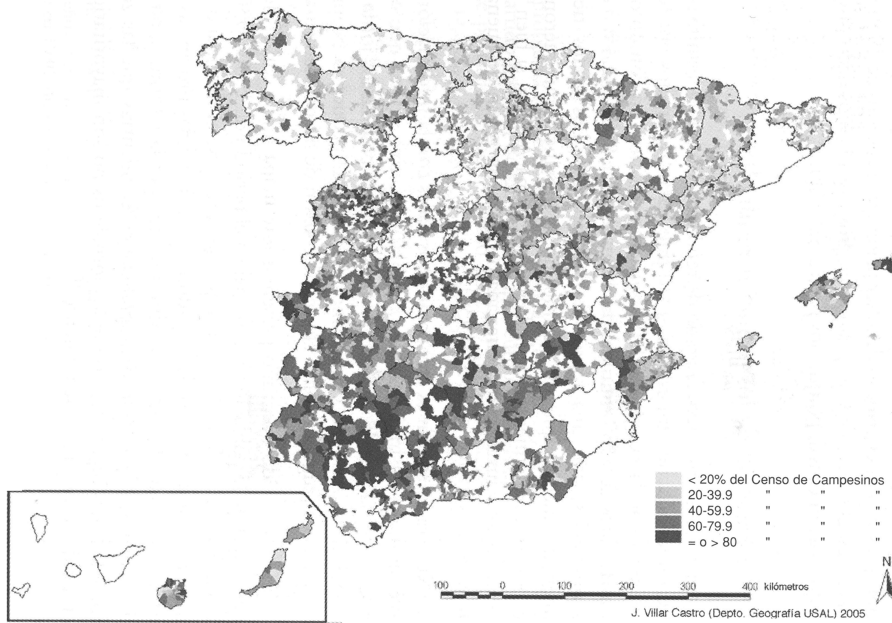 < 20% del Censo de Campesinos
20-39.9 " " "
40-59.9 " " "
60-79.9 " " "
= o > 80 " " "
N
100 0 100 200 300 400 kilómetros
J. Villar Castro (Depto. Geografía USAL) 2005